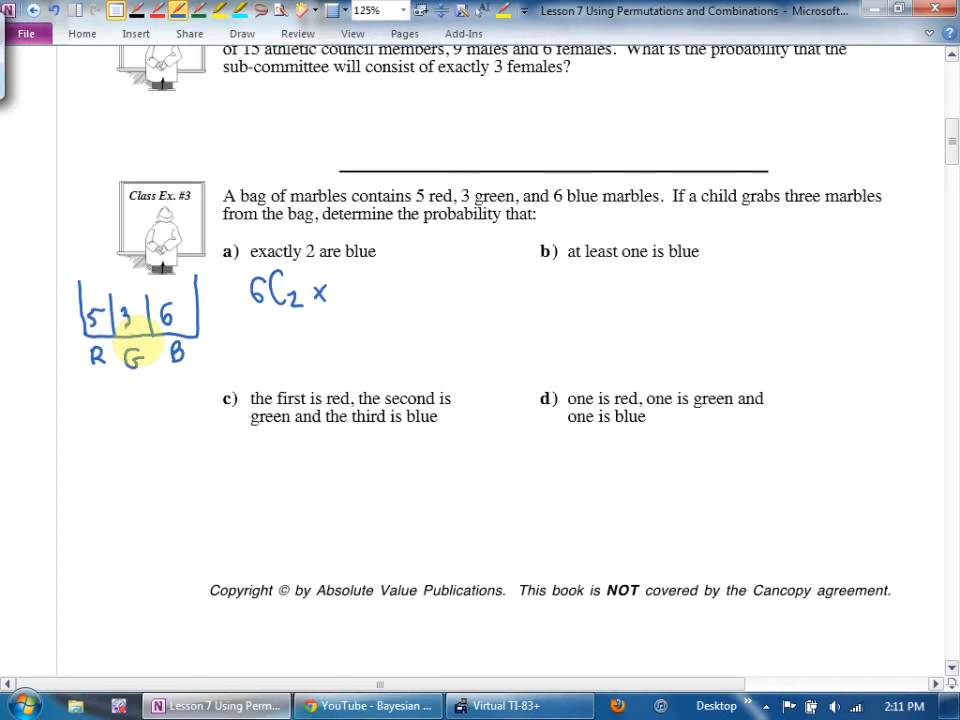 125%
Lesson 7 Using Permutations and Combinations - Microsoft...
File Home Insert Share Draw Review View Pages Add-Ins
of 15 athletic council members, 9 males and 6 females. What is the probability that the
sub-committee will consist of exactly 3 females?
Class Ex. #3
A bag of marbles contains 5 red, 3 green, and 6 blue marbles. If a child grabs three marbles
from the bag, determine the probability that:
a) exactly 2 are blue
b) at least one is blue
6C2 ×
5 3 6
R G B
c) the first is red, the second is
green and the third is blue
d) one is red, one is green and
one is blue
Copyright © by Absolute Value Publications. This book is NOT covered by the Cancopy agreement.
Lesson 7 Using Perm... YouTube - Bayesian ... Virtual TI-83+ Desktop » 2:11 PM